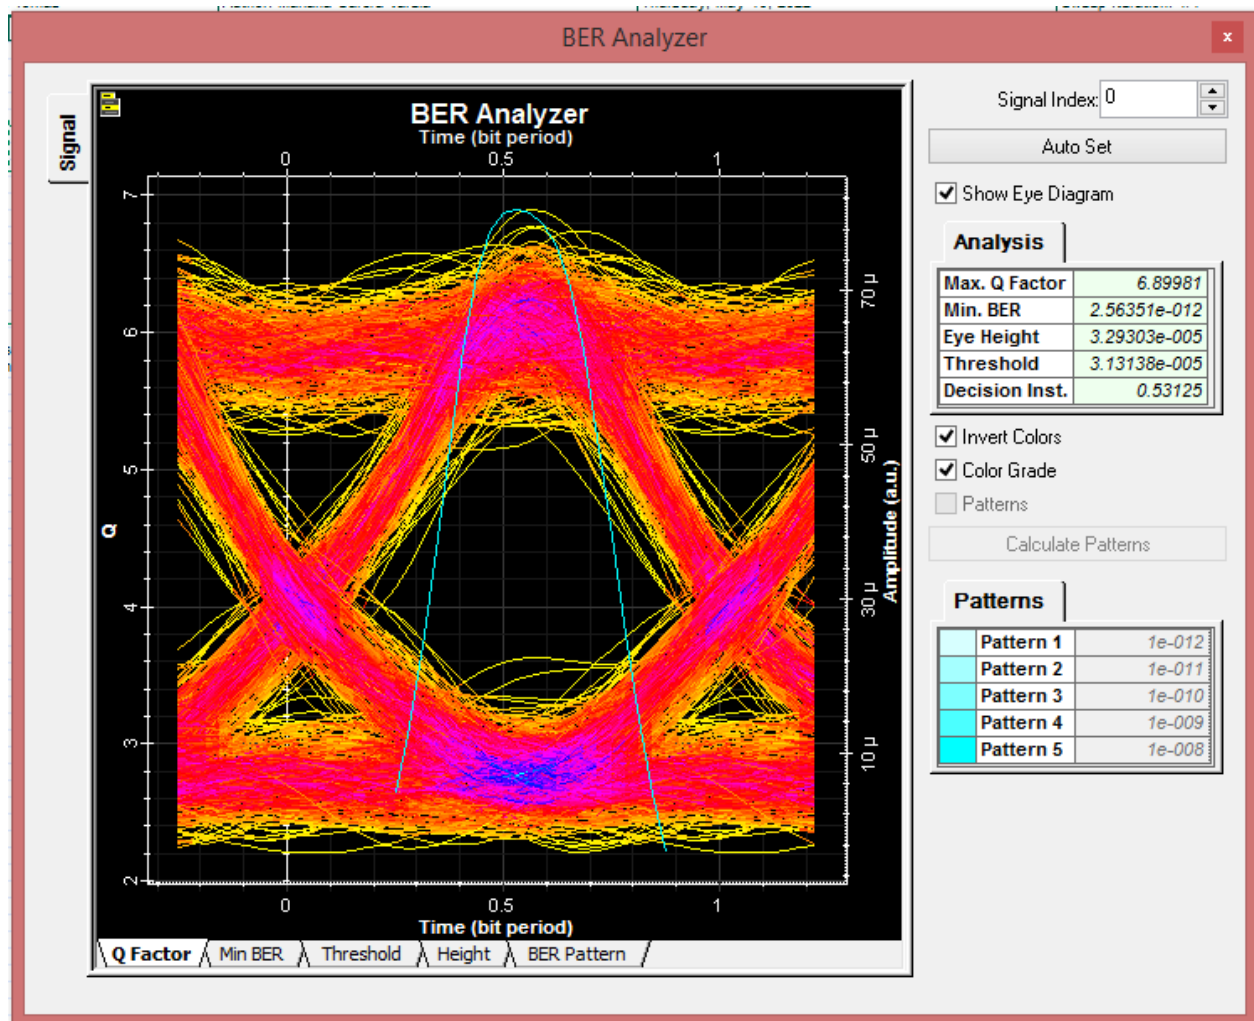 BER Analyzer
x
Signal
BER Analyzer
Time (bit period)
0 0.5 1
7
6
5
4
3
2
Q
70 µ
50 µ
30 µ
10 µ
Amplitude (a.u.)
0 0.5 1
Time (bit period)
Q Factor Min BER Threshold Height BER Pattern
Signal Index: 0
Auto Set
Show Eye Diagram
Analysis
Max. Q Factor 6.89981
Min. BER 2.56351e-012
Eye Height 3.29303e-005
Threshold 3.13138e-005
Decision Inst. 0.53125
Invert Colors
Color Grade
Patterns
Calculate Patterns
Patterns
Pattern 1 1e-012
Pattern 2 1e-011
Pattern 3 1e-010
Pattern 4 1e-009
Pattern 5 1e-008